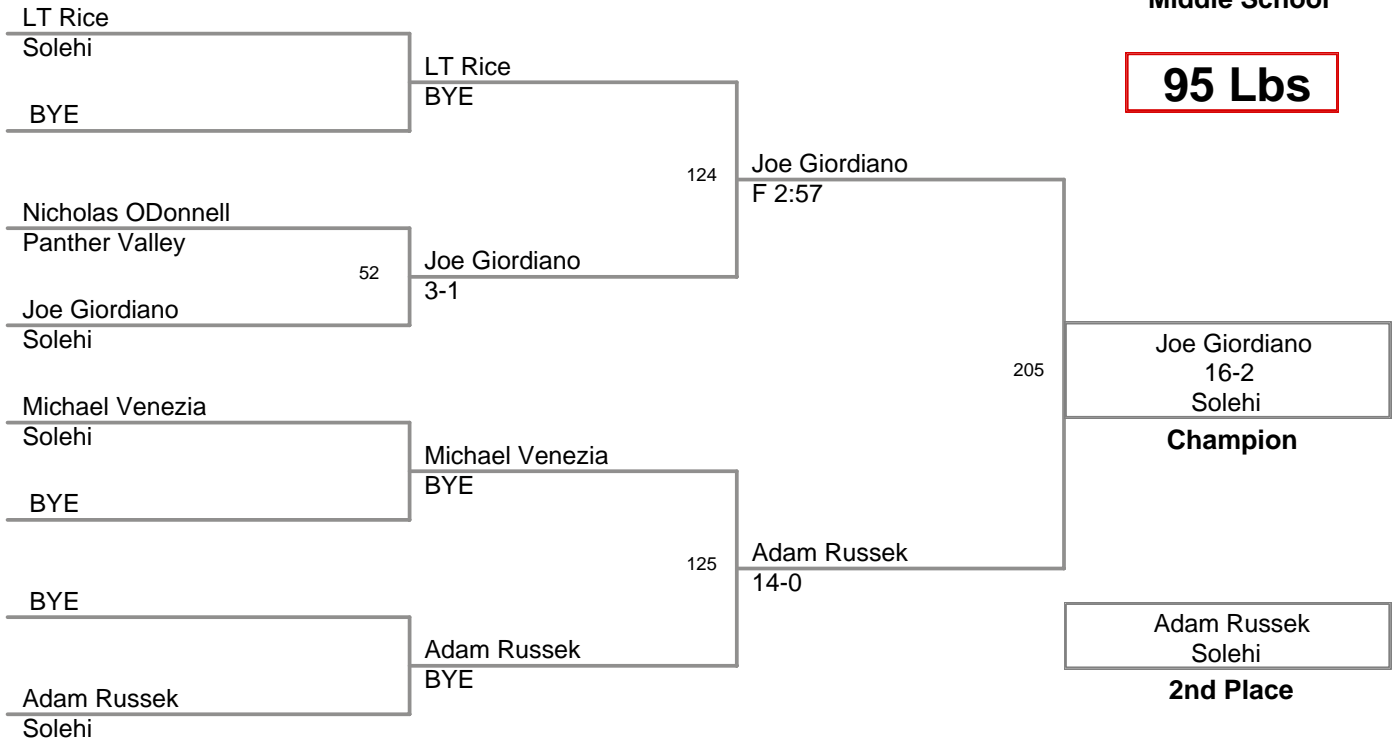 Middle School
95 Lbs
LT Rice
Solehi
BYE
Nicholas ODonnell
Panther Valley
52
Joe Giordiano
Solehi
Michael Venezia
Solehi
BYE
BYE
Adam Russek
Solehi
LT Rice
BYE
124
Joe Giordiano
3-1
Michael Venezia
BYE
125
Adam Russek
BYE
Joe Giordiano
F 2:57
205
Adam Russek
14-0
Joe Giordiano
16-2
Solehi
Champion
Adam Russek
Solehi
2nd Place